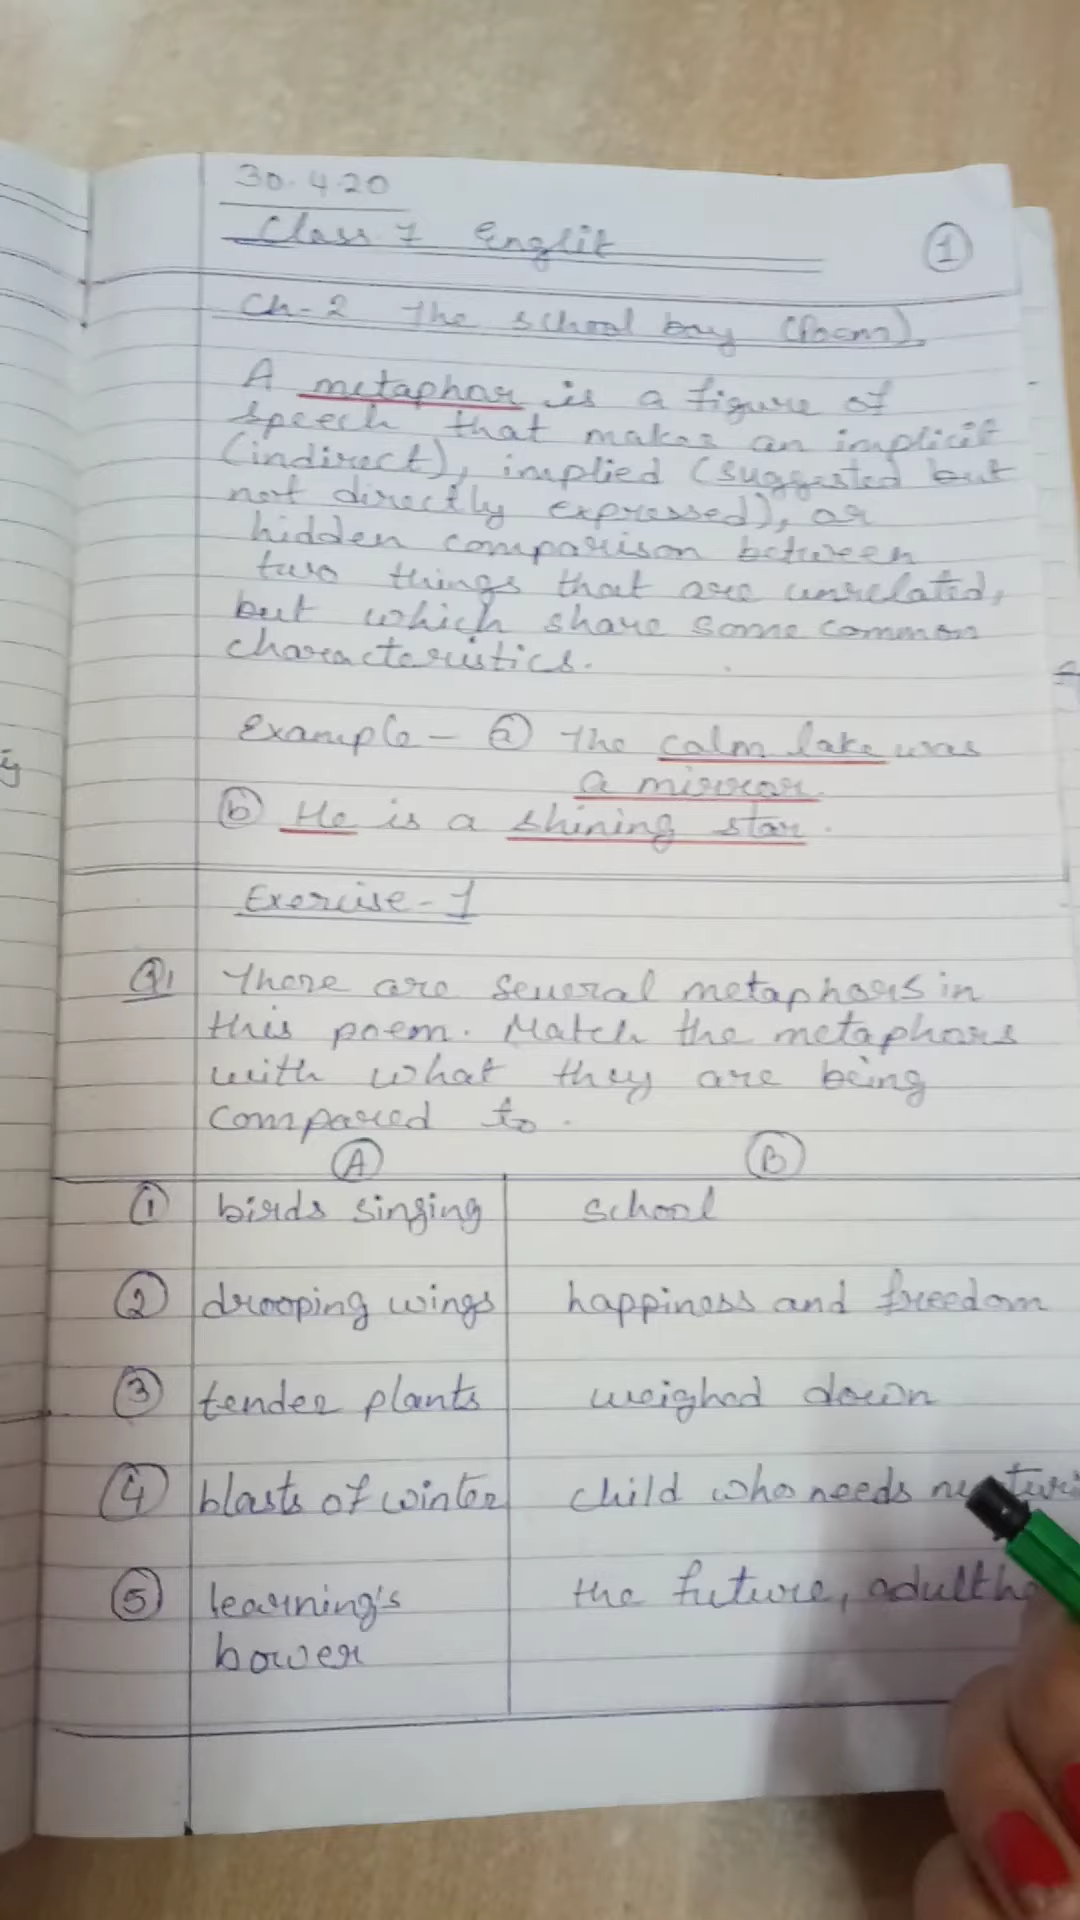 30.4.20
Class 7 Englit
1
Ch-2 The school boy (Poem).
A metaphor is a figure of
speech that makes an implicit
(indirect), implied (suggested but
not directly expressed), or
hidden comparison between
two things that are unrelated,
but which share some common
characteristics.
Example - (a) The calm lake was
a mirror.
(b) He is a shining star.
Exercise-1
Q1 There are several metaphors in
this poem. Match the metaphors
with what they are being
compared to.
A B
1 birds singing school
2 drooping wings happiness and freedom
3 tender plants weighed down
4 blasts of winter child who needs
5 learning's the future,
bower